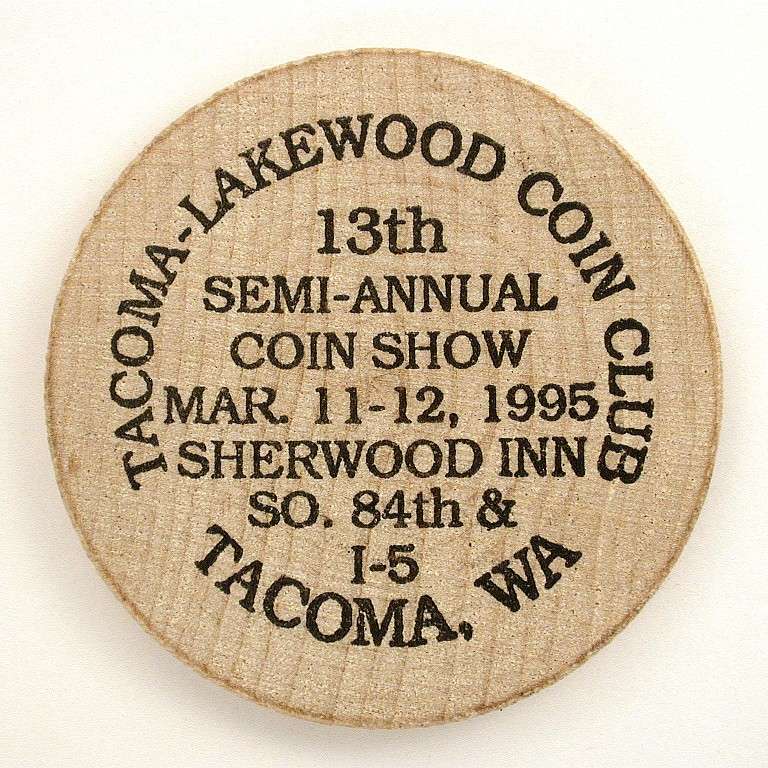 TACOMA-LAKEWOOD COIN CLUB
13th
SEMI-ANNUAL
COIN SHOW
MAR. 11-12, 1995
SHERWOOD INN
SO. 84th &
I-5
TACOMA, WA